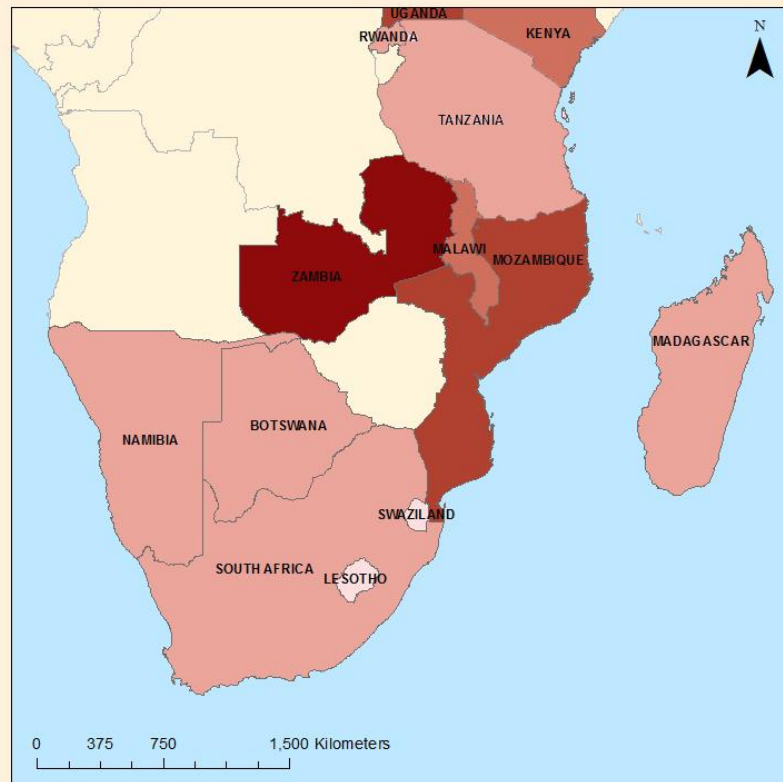 UGANDA
RWANDA
KENYA
N
TANZANIA
MALAWI
MOZAMBIQUE
ZAMBIA
MADAGASCAR
NAMIBIA
BOTSWANA
SWAZILAND
SOUTH AFRICA
LESOTHO
0 375 750 1,500 Kilometers